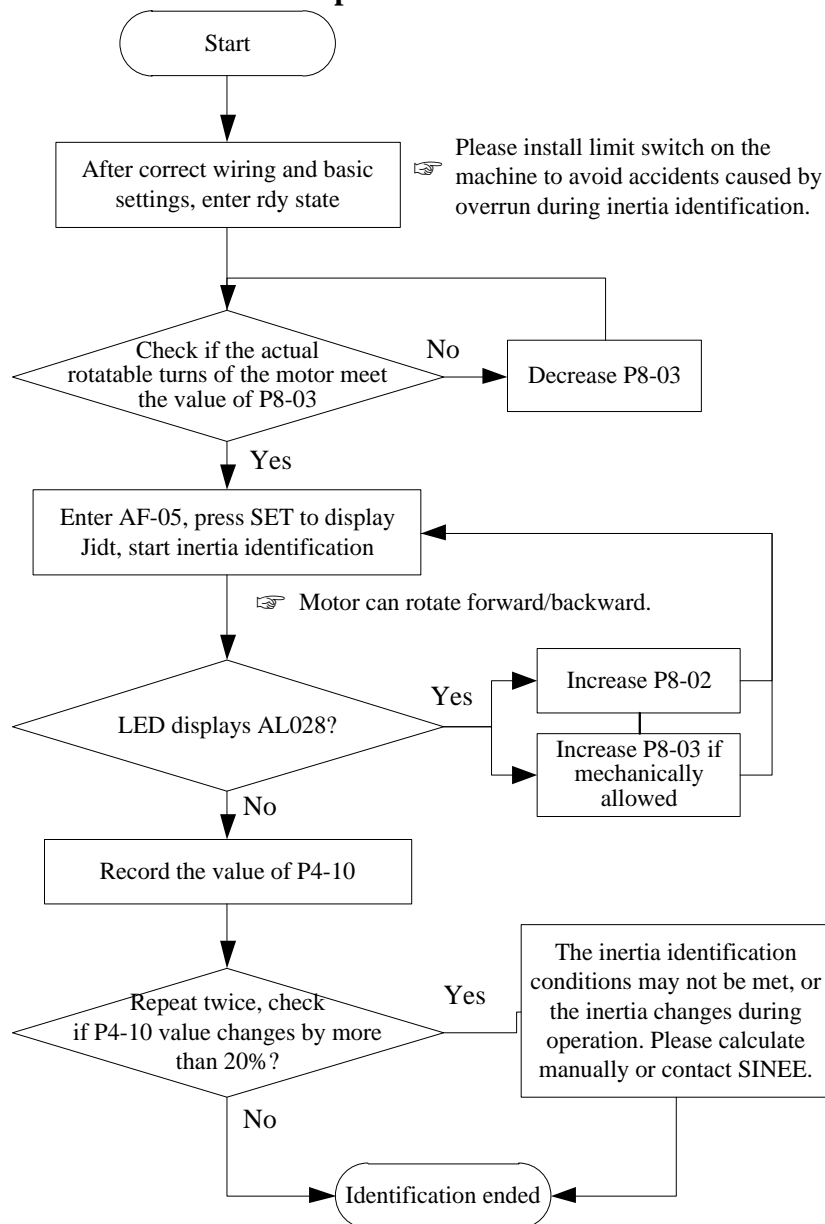 Start
After correct wiring and basic
settings, enter rdy state
☞ Please install limit switch on the
machine to avoid accidents caused by
overrun during inertia identification.
Check if the actual
rotatable turns of the motor meet
the value of P8-03
No
Decrease P8-03
Yes
Enter AF-05, press SET to display
Jidt, start inertia identification
☞ Motor can rotate forward/backward.
LED displays AL028?
Yes
Increase P8-02
Increase P8-03 if
mechanically
allowed
No
Record the value of P4-10
Repeat twice, check
if P4-10 value changes by more
than 20%?
Yes
The inertia identification
conditions may not be met, or
the inertia changes during
operation. Please calculate
manually or contact SINEE.
No
Identification ended